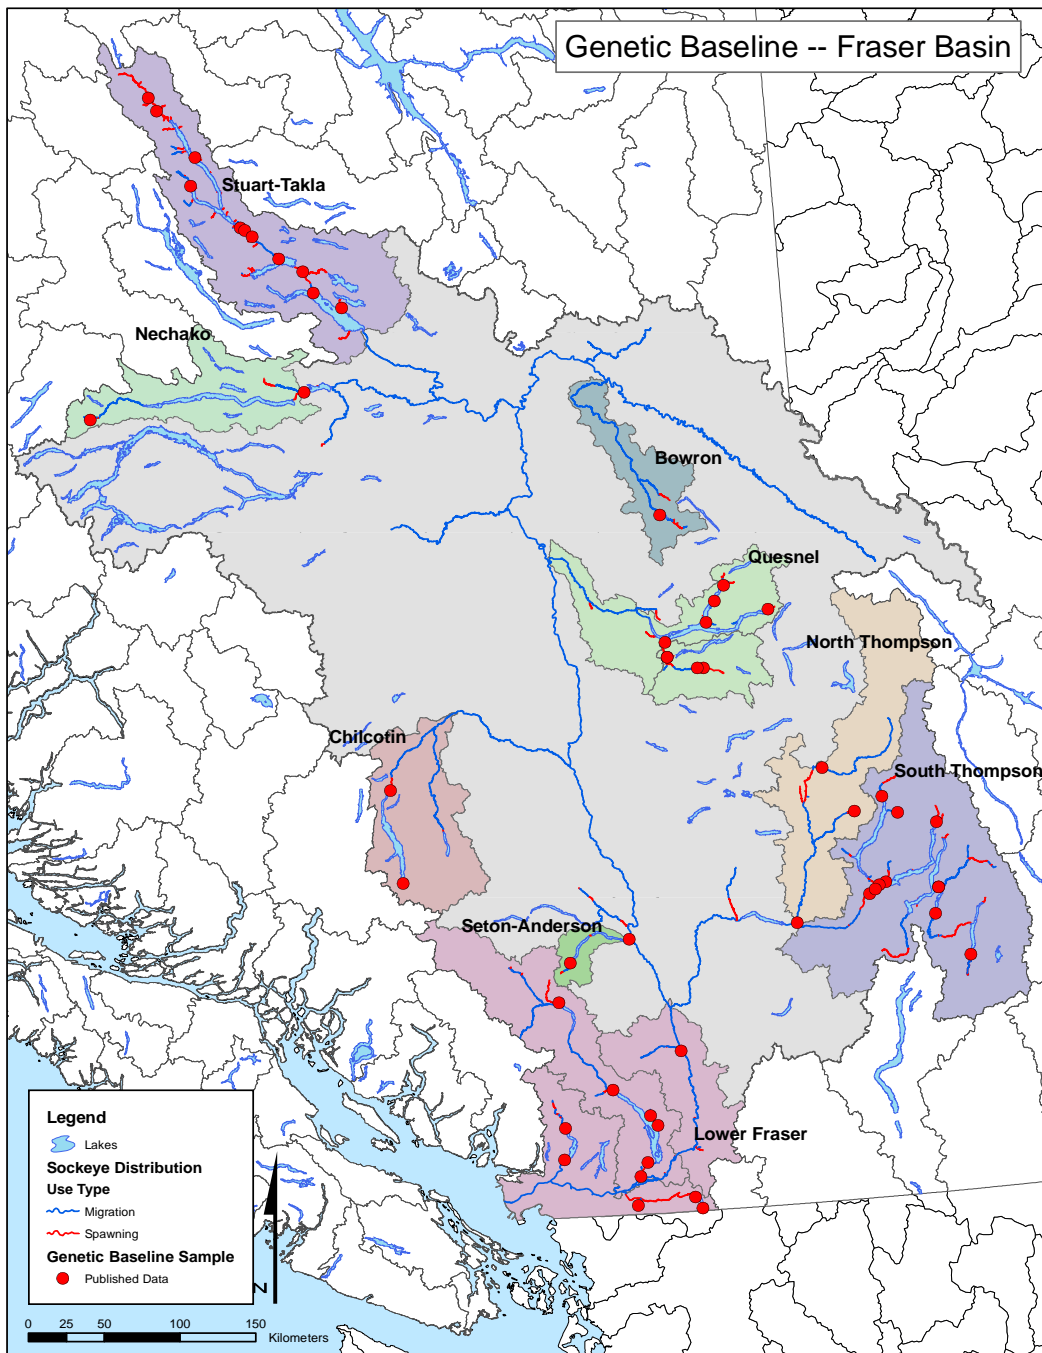 Genetic Baseline -- Fraser Basin
Stuart-Takla
Nechako
Bowron
Quesnel
North Thompson
Chilcotin
South Thompson
Seton-Anderson
Lower Fraser
Legend
Lakes
Sockeye Distribution
Use Type
Migration
Spawning
Genetic Baseline Sample
Published Data
N
0 25 50 100 150
Kilometers